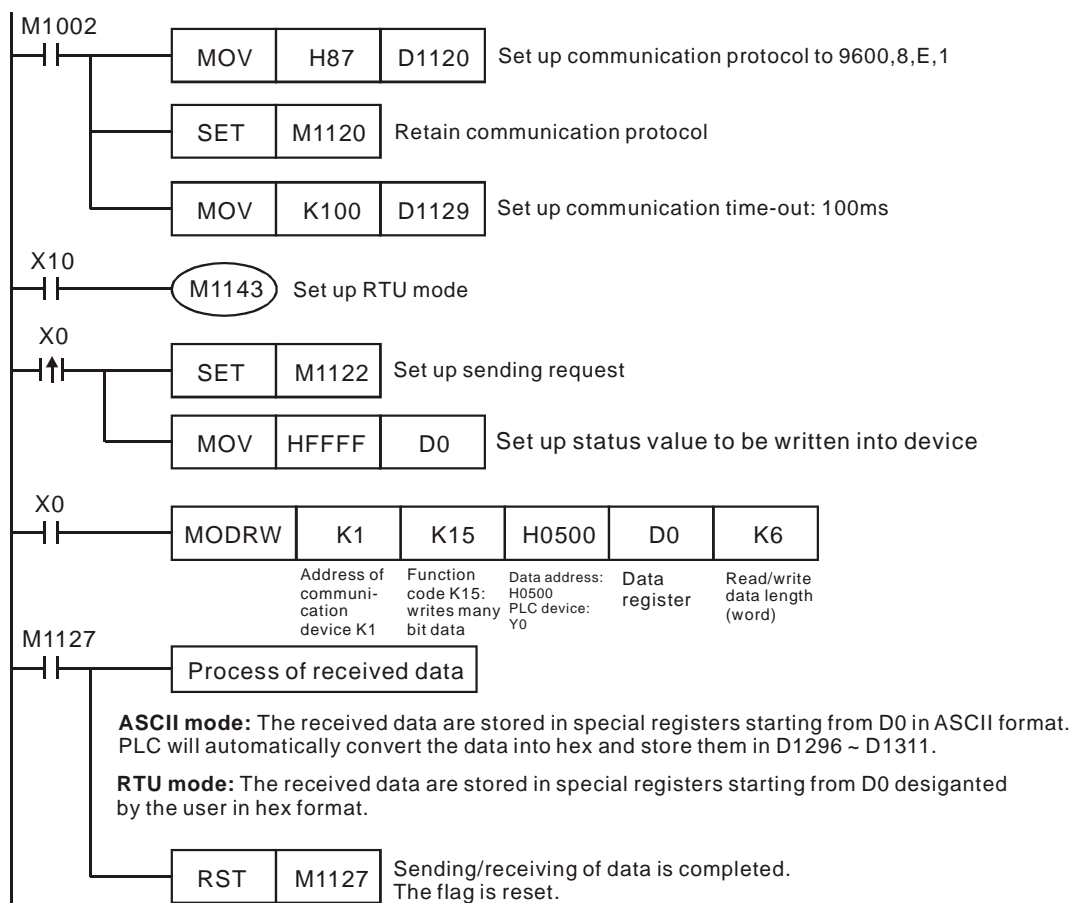 M1002
MOV H87 D1120 Set up communication protocol to 9600,8,E,1
SET M1120 Retain communication protocol
MOV K100 D1129 Set up communication time-out: 100ms
X10
M1143 Set up RTU mode
X0
SET M1122 Set up sending request
MOV HFFFF D0 Set up status value to be written into device
X0
MODRW K1 K15 H0500 D0 K6
Address of
communi-
cation
device K1
Function
code K15:
writes many
bit data
Data address:
H0500
PLC device:
Y0
Data
register
Read/write
data length
(word)
M1127
Process of received data
ASCII mode: The received data are stored in special registers starting from D0 in ASCII format.
PLC will automatically convert the data into hex and store them in D1296 ~ D1311.
RTU mode: The received data are stored in special registers starting from D0 desiganted
by the user in hex format.
RST M1127 Sending/receiving of data is completed.
The flag is reset.